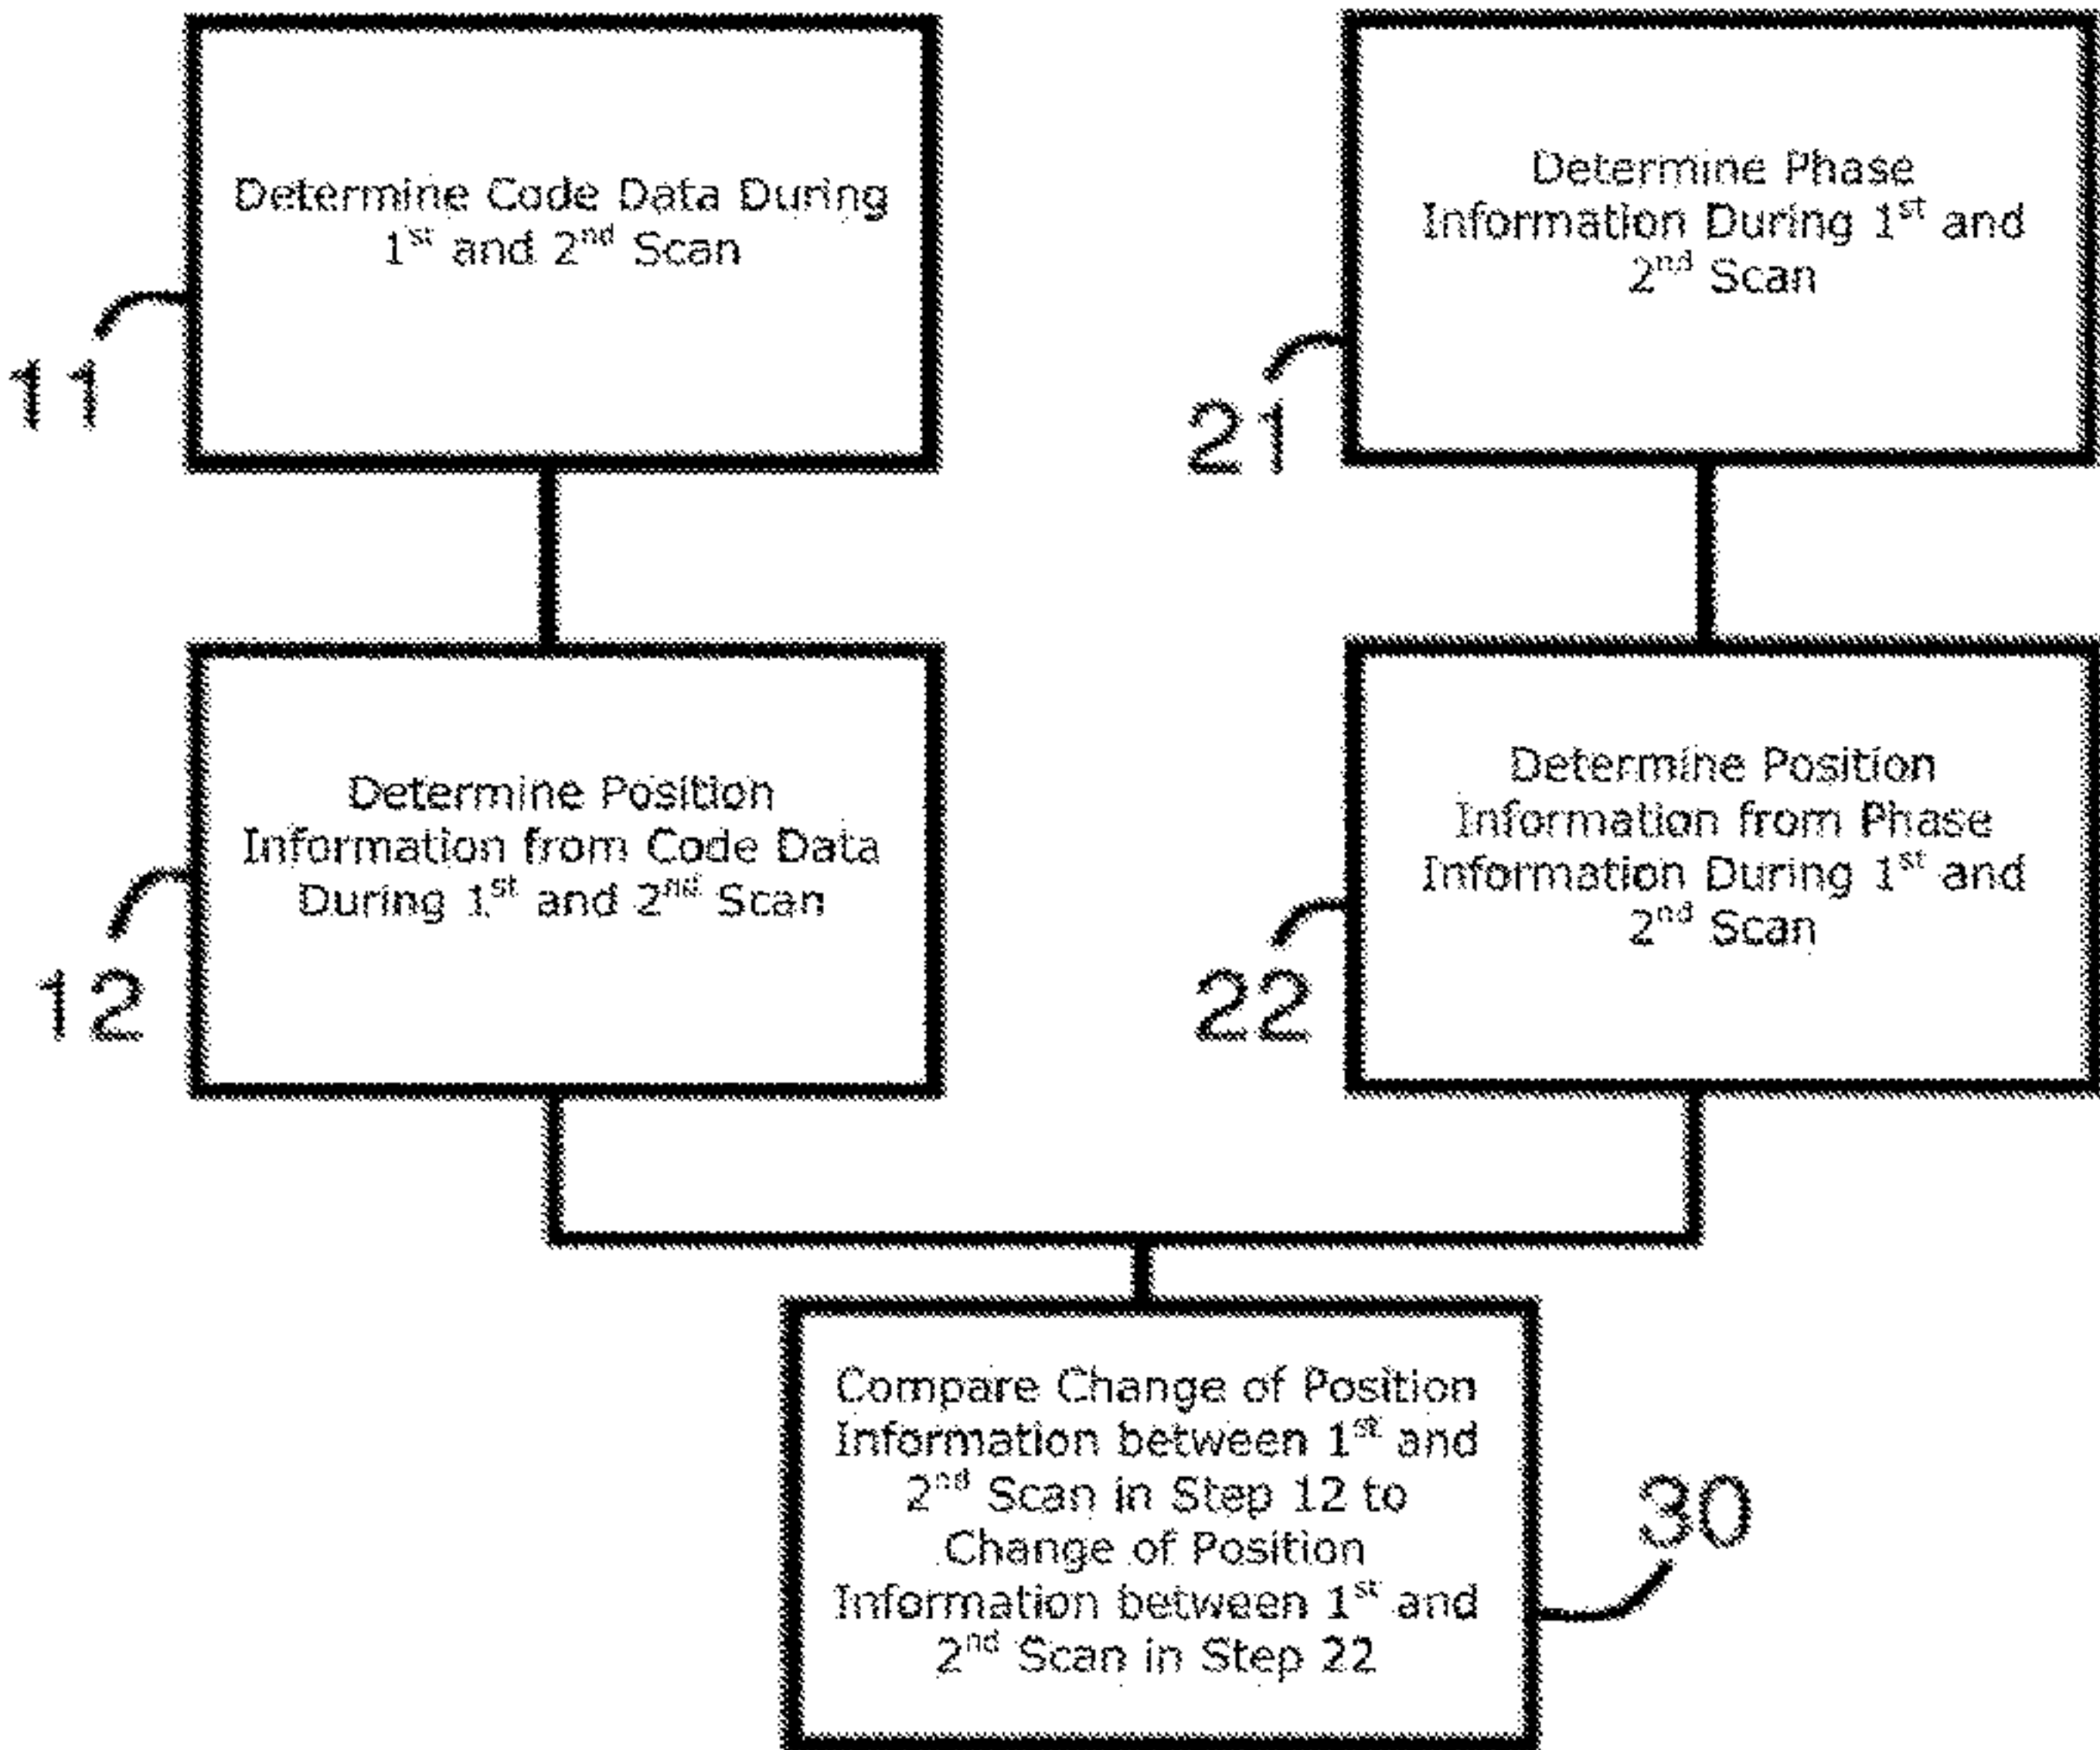 Determine Code Data During
1st and 2nd Scan
11
Determine Phase
Information During 1st and
2nd Scan
21
Determine Position
Information from Code Data
During 1st and 2nd Scan
12
Determine Position
Information from Phase
Information During 1st and
2nd Scan
22
Compare Change of Position
Information between 1st and
2nd Scan in Step 12 to
Change of Position
Information between 1st and
2nd Scan in Step 22
30